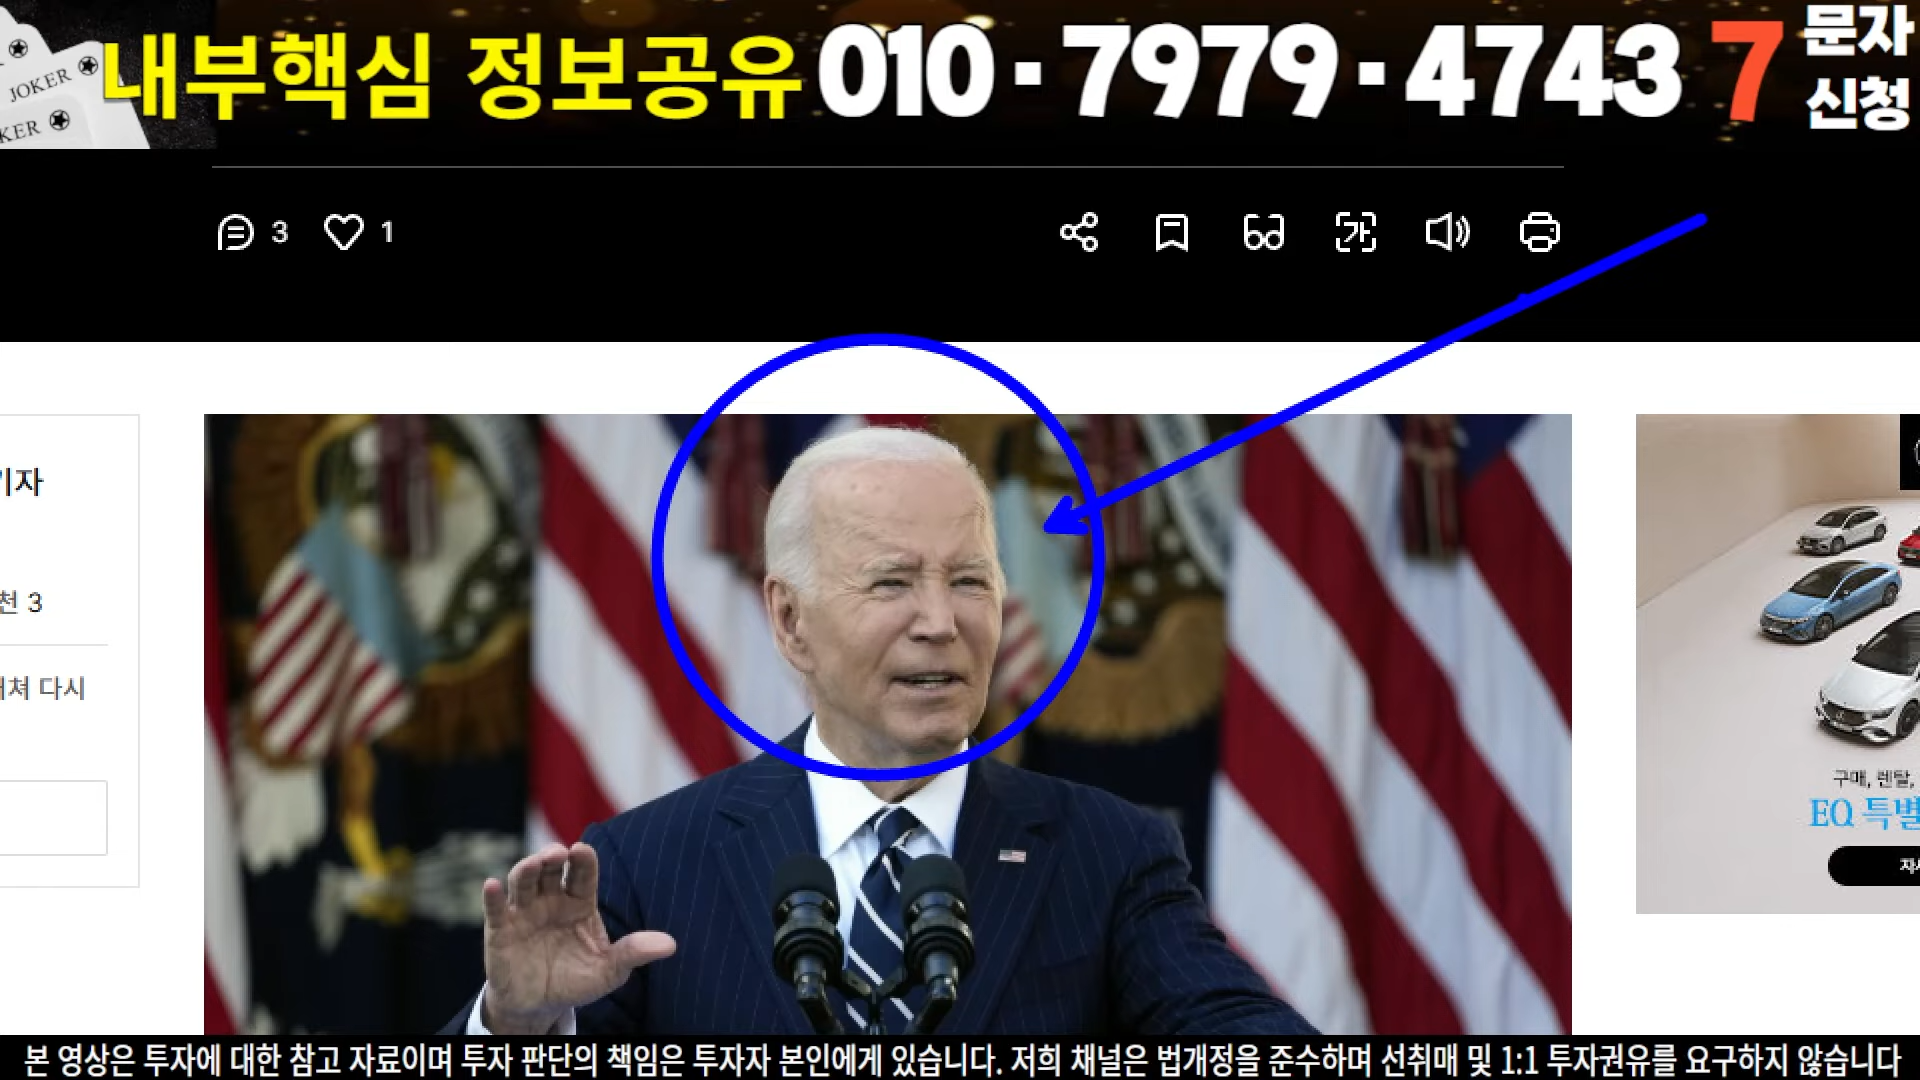 JOKER
KER
내부핵심 정보공유 010·7979·4743 7 문자
신청
3 1
가
기자
천 3
쳐 다시
구매, 렌탈,
EQ 특별
자세
본 영상은 투자에 대한 참고 자료이며 투자 판단의 책임은 투자자 본인에게 있습니다. 저희 채널은 법개정을 준수하며 선취매 및 1:1 투자권유를 요구하지 않습니다